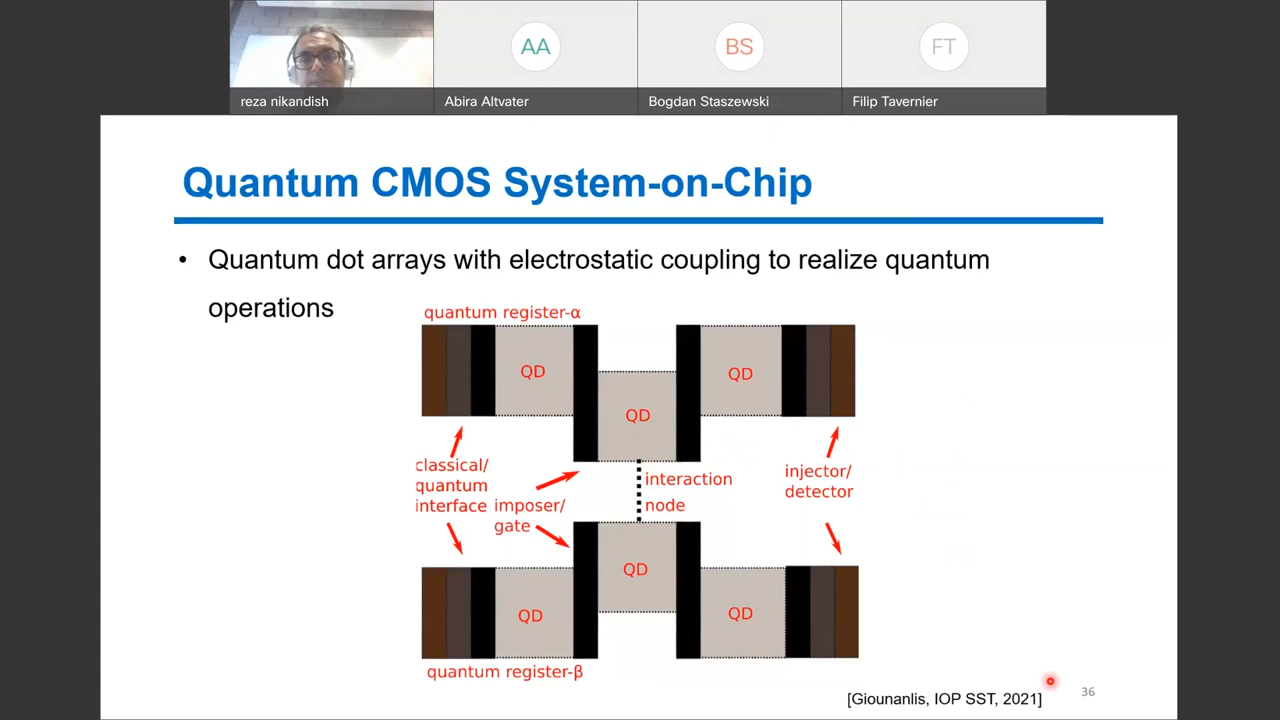 AA
BS
FT
reza nikandish
Abira Altvater
Bogdan Staszewski
Filip Tavernier
Quantum CMOS System-on-Chip
• Quantum dot arrays with electrostatic coupling to realize quantum
operations
quantum register-α
QD
QD
QD
classical/
quantum
interface
imposer/
gate
interaction
node
injector/
detector
QD
QD
QD
quantum register-β
[Giounanlis, IOP SST, 2021]
36